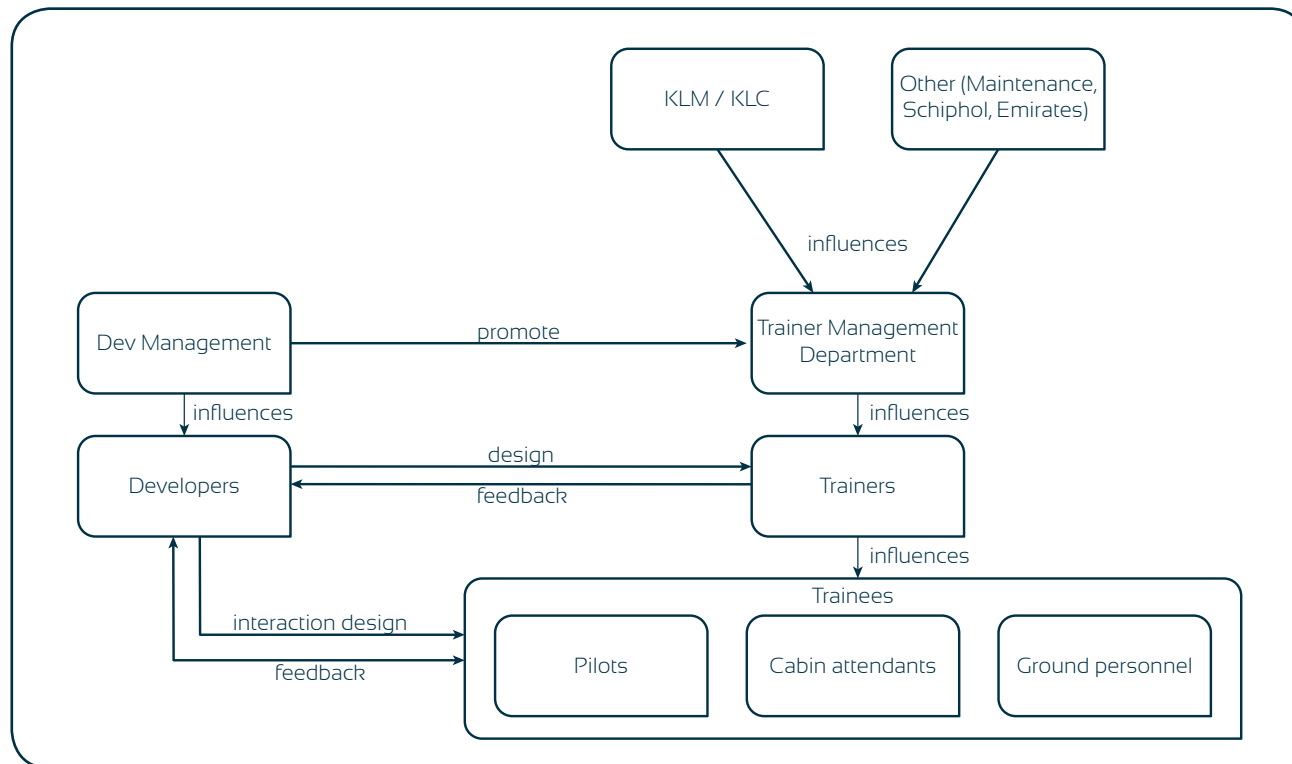 KLM / KLC
Other (Maintenance,
Schiphol, Emirates)
influences
Dev Management
promote
Trainer Management
Department
influences
influences
Developers
design
feedback
Trainers
influences
Trainees
interaction design
feedback
Pilots
Cabin attendants
Ground personnel